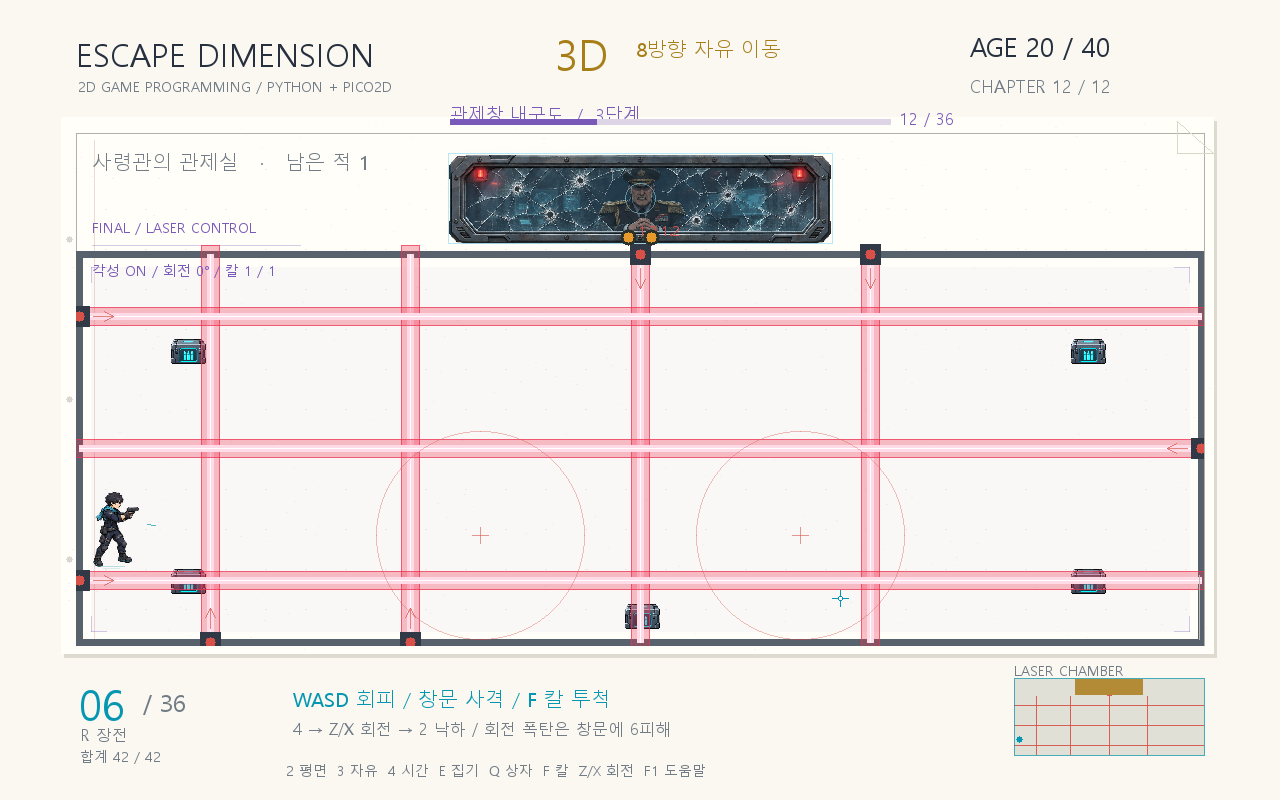 ESCAPE DIMENSION
2D GAME PROGRAMMING / PYTHON + PICO2D
3D 8방향 자유 이동
AGE 20 / 40
CHAPTER 12 / 12
관제창 내구도 / 3단계
12 / 36
사령관의 관제실 · 남은 적 1
FINAL / LASER CONTROL
각성 ON / 회전 0° / 칼 1 / 1
06 / 36
R 장전
합계 42 / 42
WASD 회피 / 창문 사격 / F 칼 투척
4 → Z/X 회전 → 2 낙하 / 회전 폭탄은 창문에 6피해
2 평면 3 자유 4 시간 E 집기 Q 상자 F 칼 Z/X 회전 F1 도움말
LASER CHAMBER